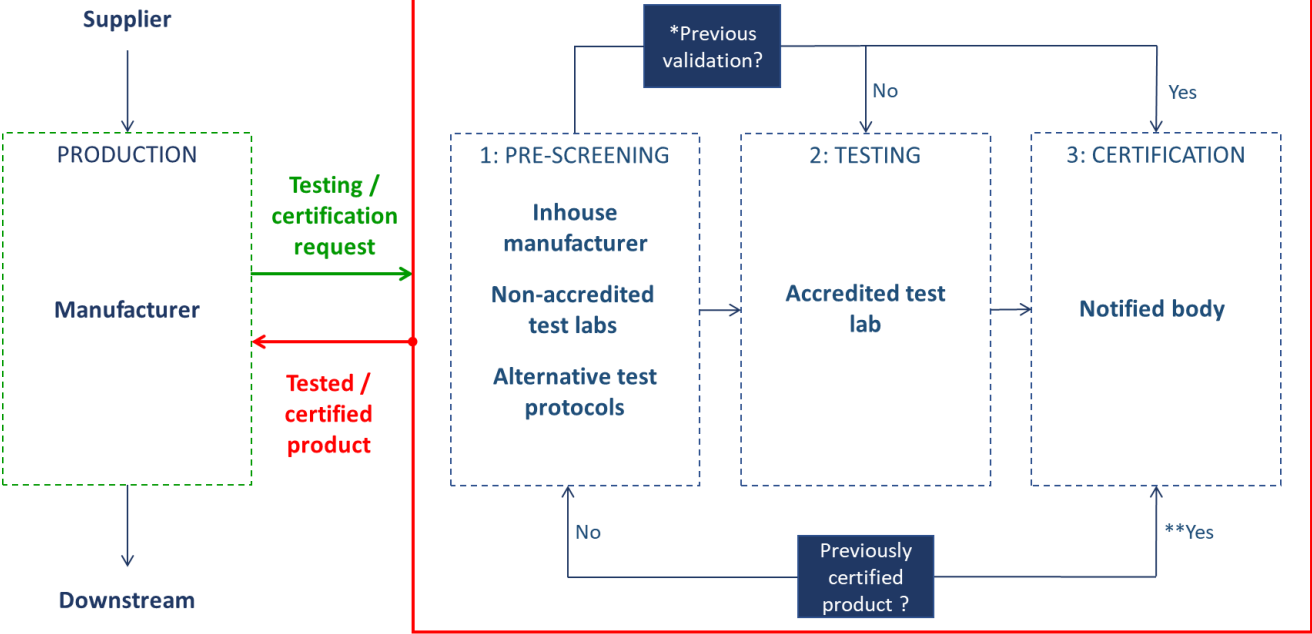 Supplier
PRODUCTION
Manufacturer
Downstream
Testing /
certification
request
Tested /
certified
product
*Previous
validation?
No
Yes
1: PRE-SCREENING
Inhouse
manufacturer
Non-accredited
test labs
Alternative test
protocols
2: TESTING
Accredited test
lab
3: CERTIFICATION
Notified body
No
**Yes
Previously
certified
product ?